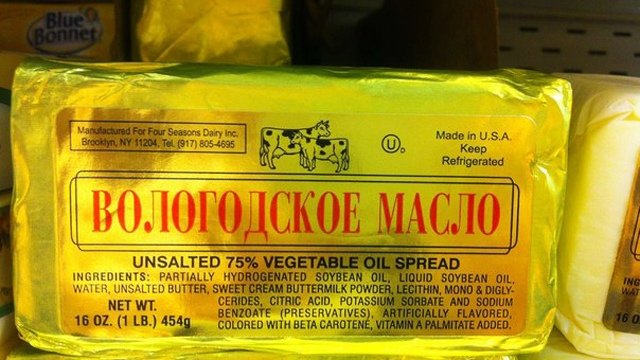 Blue
Bonnet
Manufactured For Four Seasons Dairy Inc.
Brooklyn, NY 11204, Tel. (917) 805-4695
U D
Made in U.S.A.
Keep
Refrigerated
ВОЛОГОДСКОЕ МАСЛО
UNSALTED 75% VEGETABLE OIL SPREAD
INGREDIENTS: PARTIALLY HYDROGENATED SOYBEAN OIL, LIQUID SOYBEAN OIL,
WATER, UNSALTED BUTTER, SWEET CREAM BUTTERMILK POWDER, LECITHIN, MONO & DIGLY-
CERIDES, CITRIC ACID, POTASSIUM SORBATE AND SODIUM
BENZOATE (PRESERVATIVES), ARTIFICIALLY FLAVORED,
COLORED WITH BETA CAROTENE, VITAMIN A PALMITATE ADDED.
NET WT.
16 OZ. (1 LB.) 454g
ING
WAT
16 O